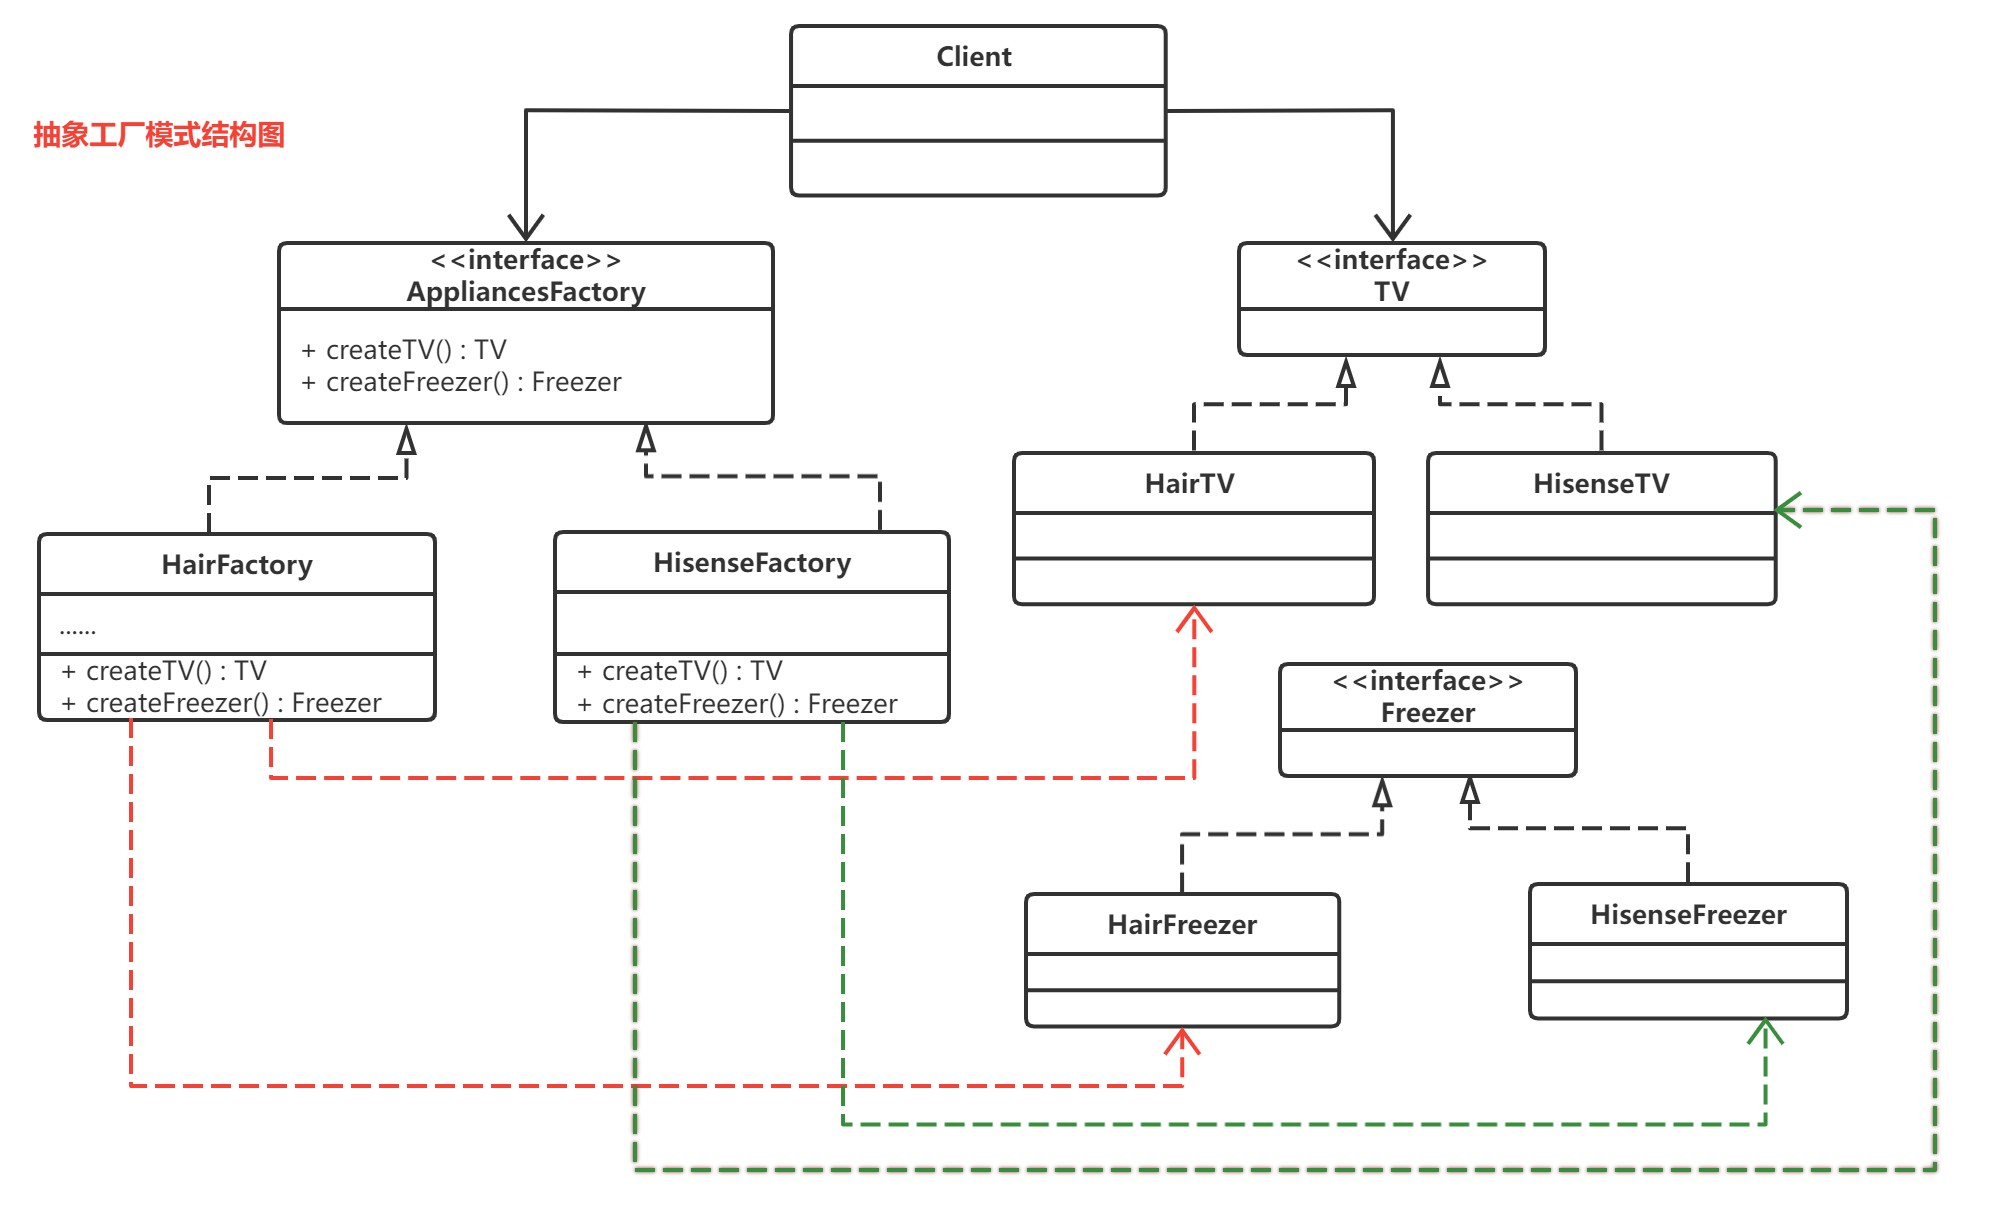 Client
抽象工厂模式结构图
<<interface>>
AppliancesFactory
+ createTV() : TV
+ createFreezer() : Freezer
<<interface>>
TV
HairTV
HisenseTV
HairFactory
......
+ createTV() : TV
+ createFreezer() : Freezer
HisenseFactory
+ createTV() : TV
+ createFreezer() : Freezer
<<interface>>
Freezer
HairFreezer
HisenseFreezer